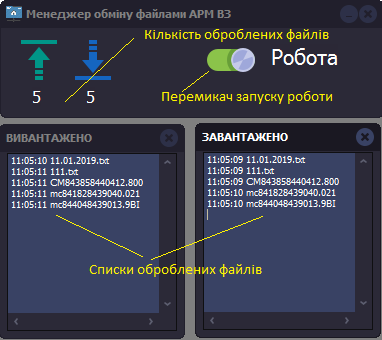 Менеджер обміну файлами АРМ ВЗ
Кількість оброблених файлів
5
5
Робота
Перемикач запуску роботи
ВИВАНТАЖЕНО
11:05:10 11.01.2019.txt
11:05:11 111.txt
11:05:11 CM843858440412.800
11:05:11 mc841828439040.021
11:05:11 mc844048439013.9BI
ЗАВАНТАЖЕНО
11:05:09 11.01.2019.txt
11:05:09 111.txt
11:05:09 CM843858440412.800
11:05:10 mc841828439040.021
11:05:10 mc844048439013.9BI
Списки оброблених файлів